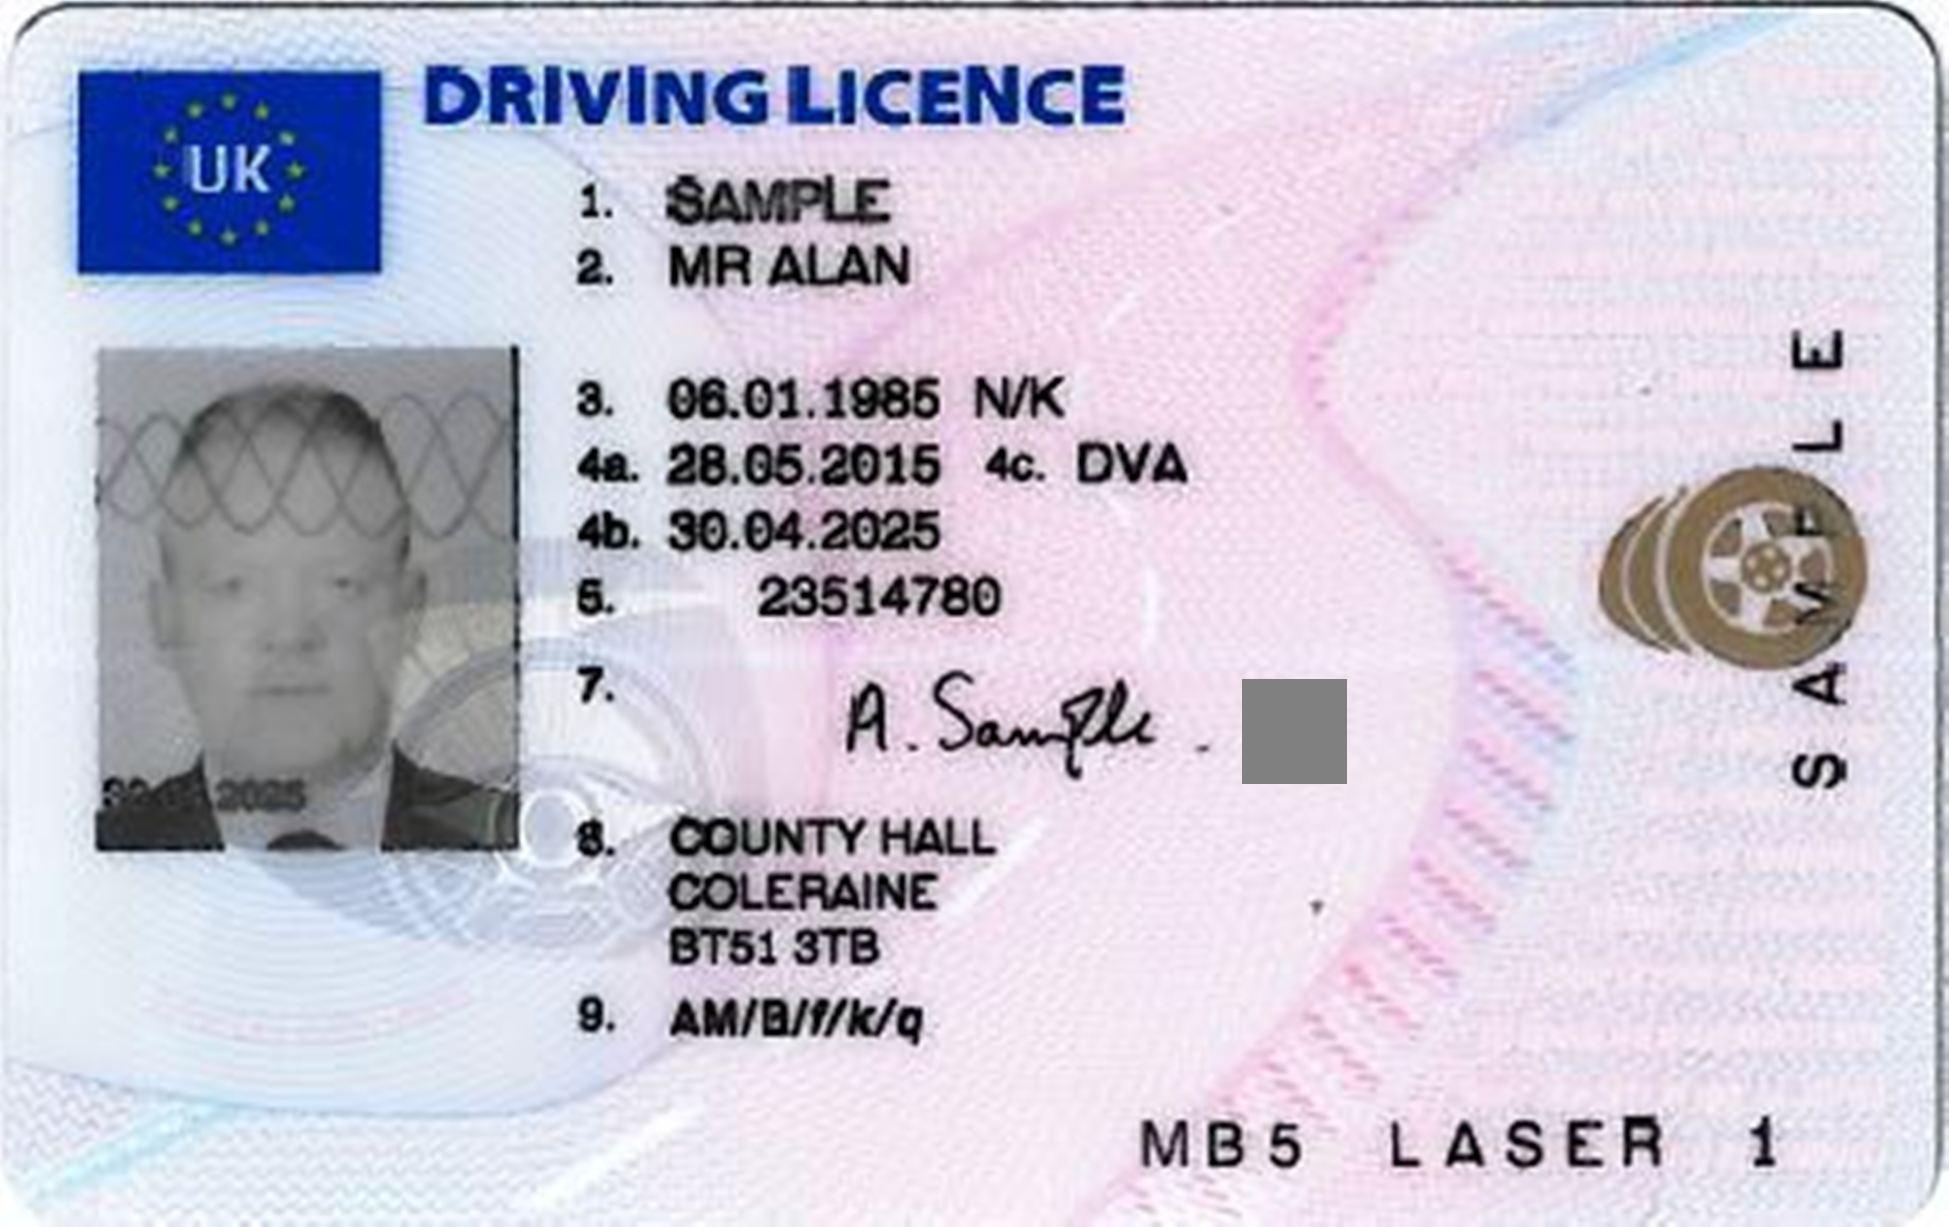 UK
DRIVING LICENCE
1. SAMPLE
2. MR ALAN
3. 06.01.1985 N/K
4a. 28.05.2015 4c. DVA
4b. 30.04.2025
5. 23514780
7. A. Sample .
8. COUNTY HALL
COLERAINE
BT51 3TB
9. AM/B/f/k/q
2025
SAMPLE
MB5 LASER 1